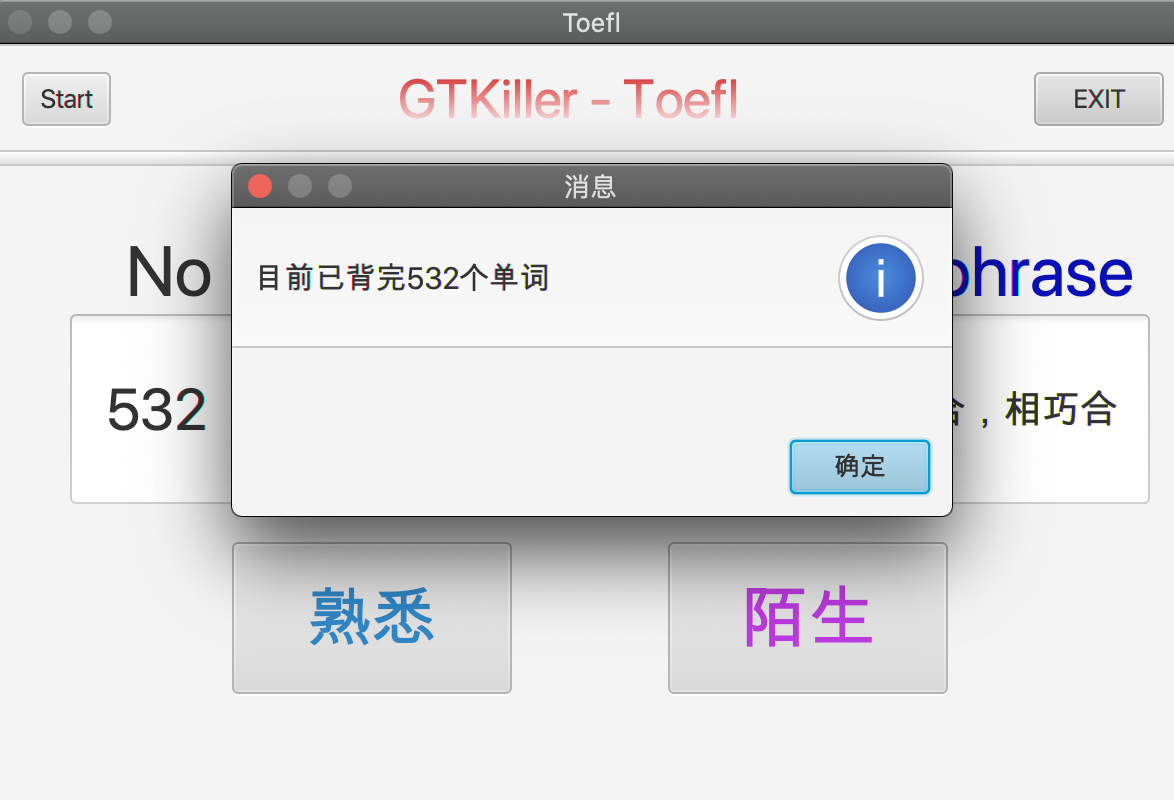 Toefl
Start
GTKiller - Toefl
EXIT
消息
目前已背完532个单词
No
phrase
532
合，相巧合
确定
熟悉
陌生